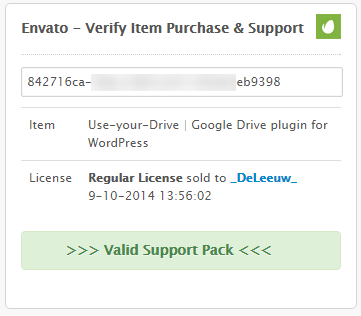 Envato - Verify Item Purchase & Support
842716ca- eb9398
Item Use-your-Drive | Google Drive plugin for
WordPress
License Regular License sold to _DeLeeuw_
9-10-2014 13:56:02
>>> Valid Support Pack <<<